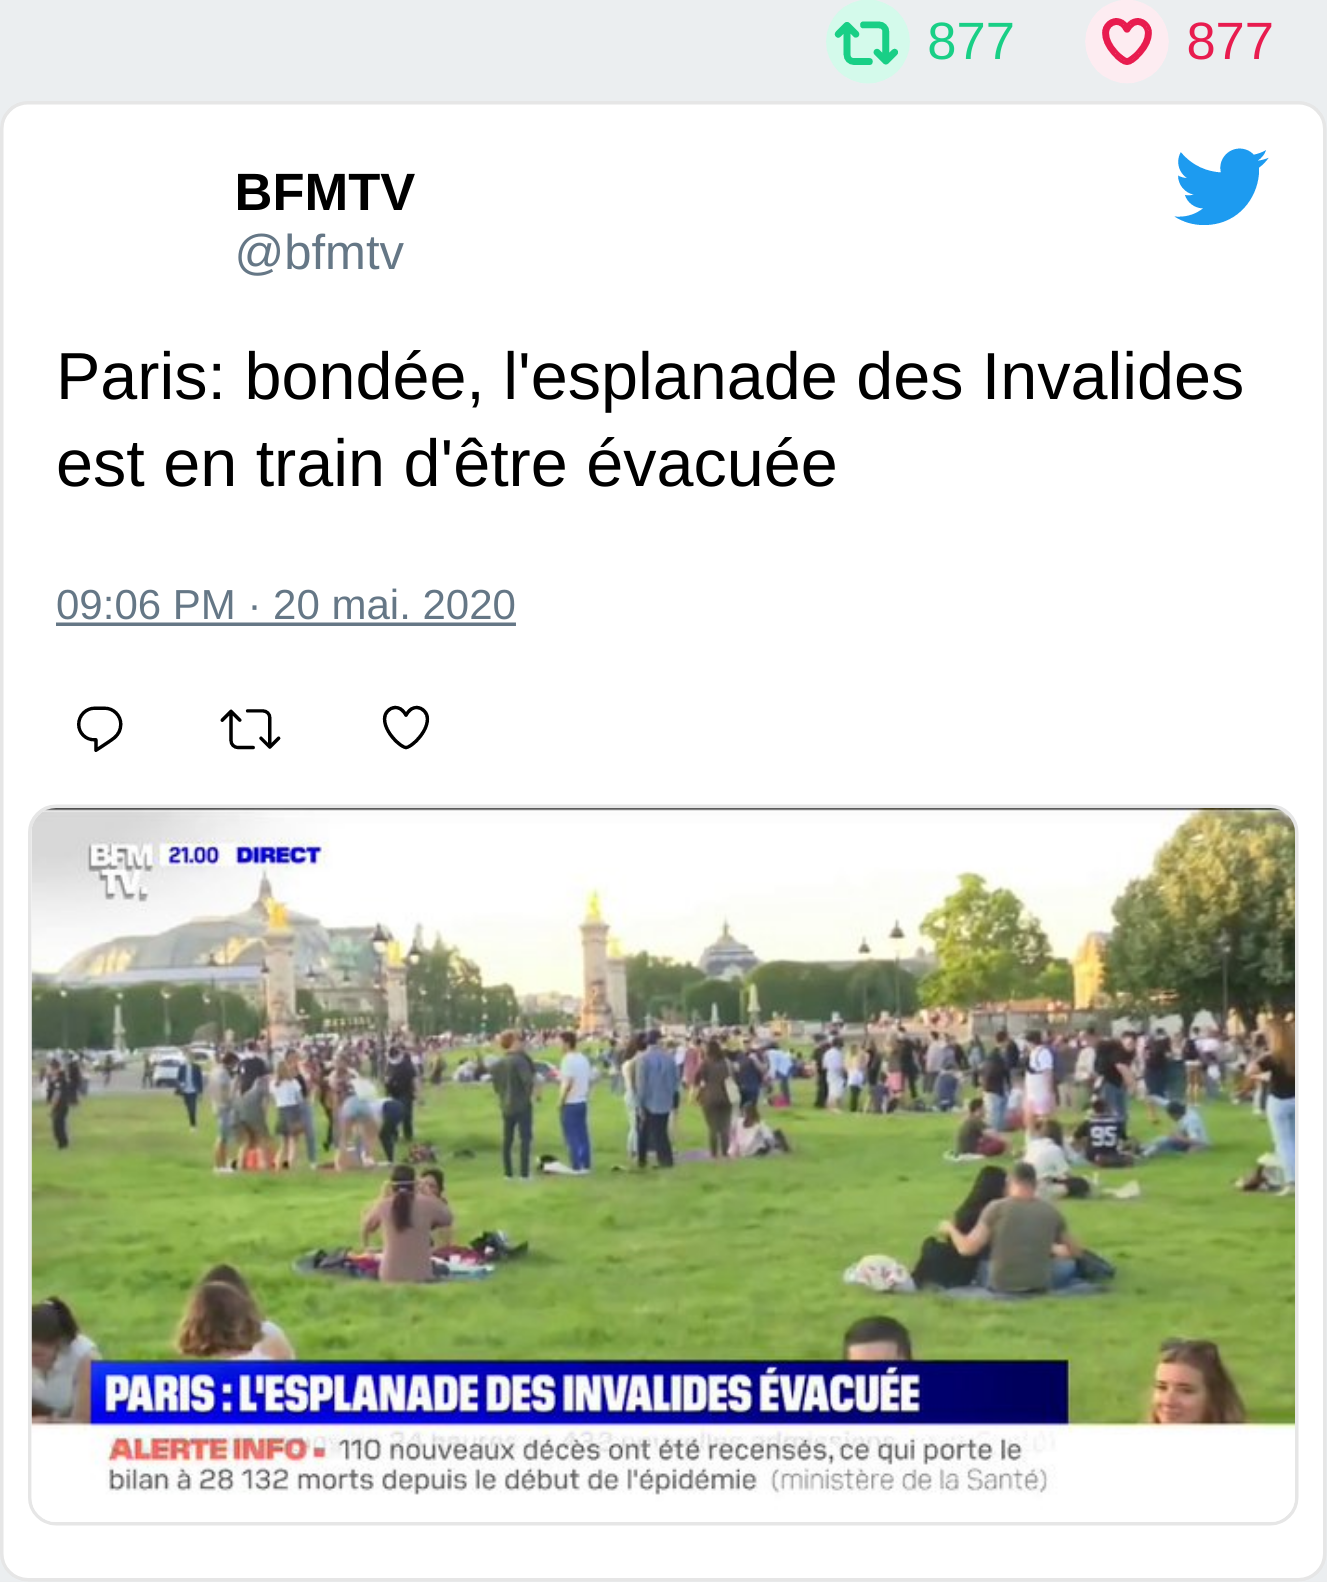 877 877
BFMTV
@bfmtv
Paris: bondée, l'esplanade des Invalides
est en train d'être évacuée
09:06 PM · 20 mai. 2020
BFM 21.00 DIRECT
TV.
95
PARIS : L'ESPLANADE DES INVALIDES ÉVACUÉE
ALERTE INFO ▪ 110 nouveaux décès ont été recensés, ce qui porte le
bilan à 28 132 morts depuis le début de l'épidémie (ministère de la Santé)